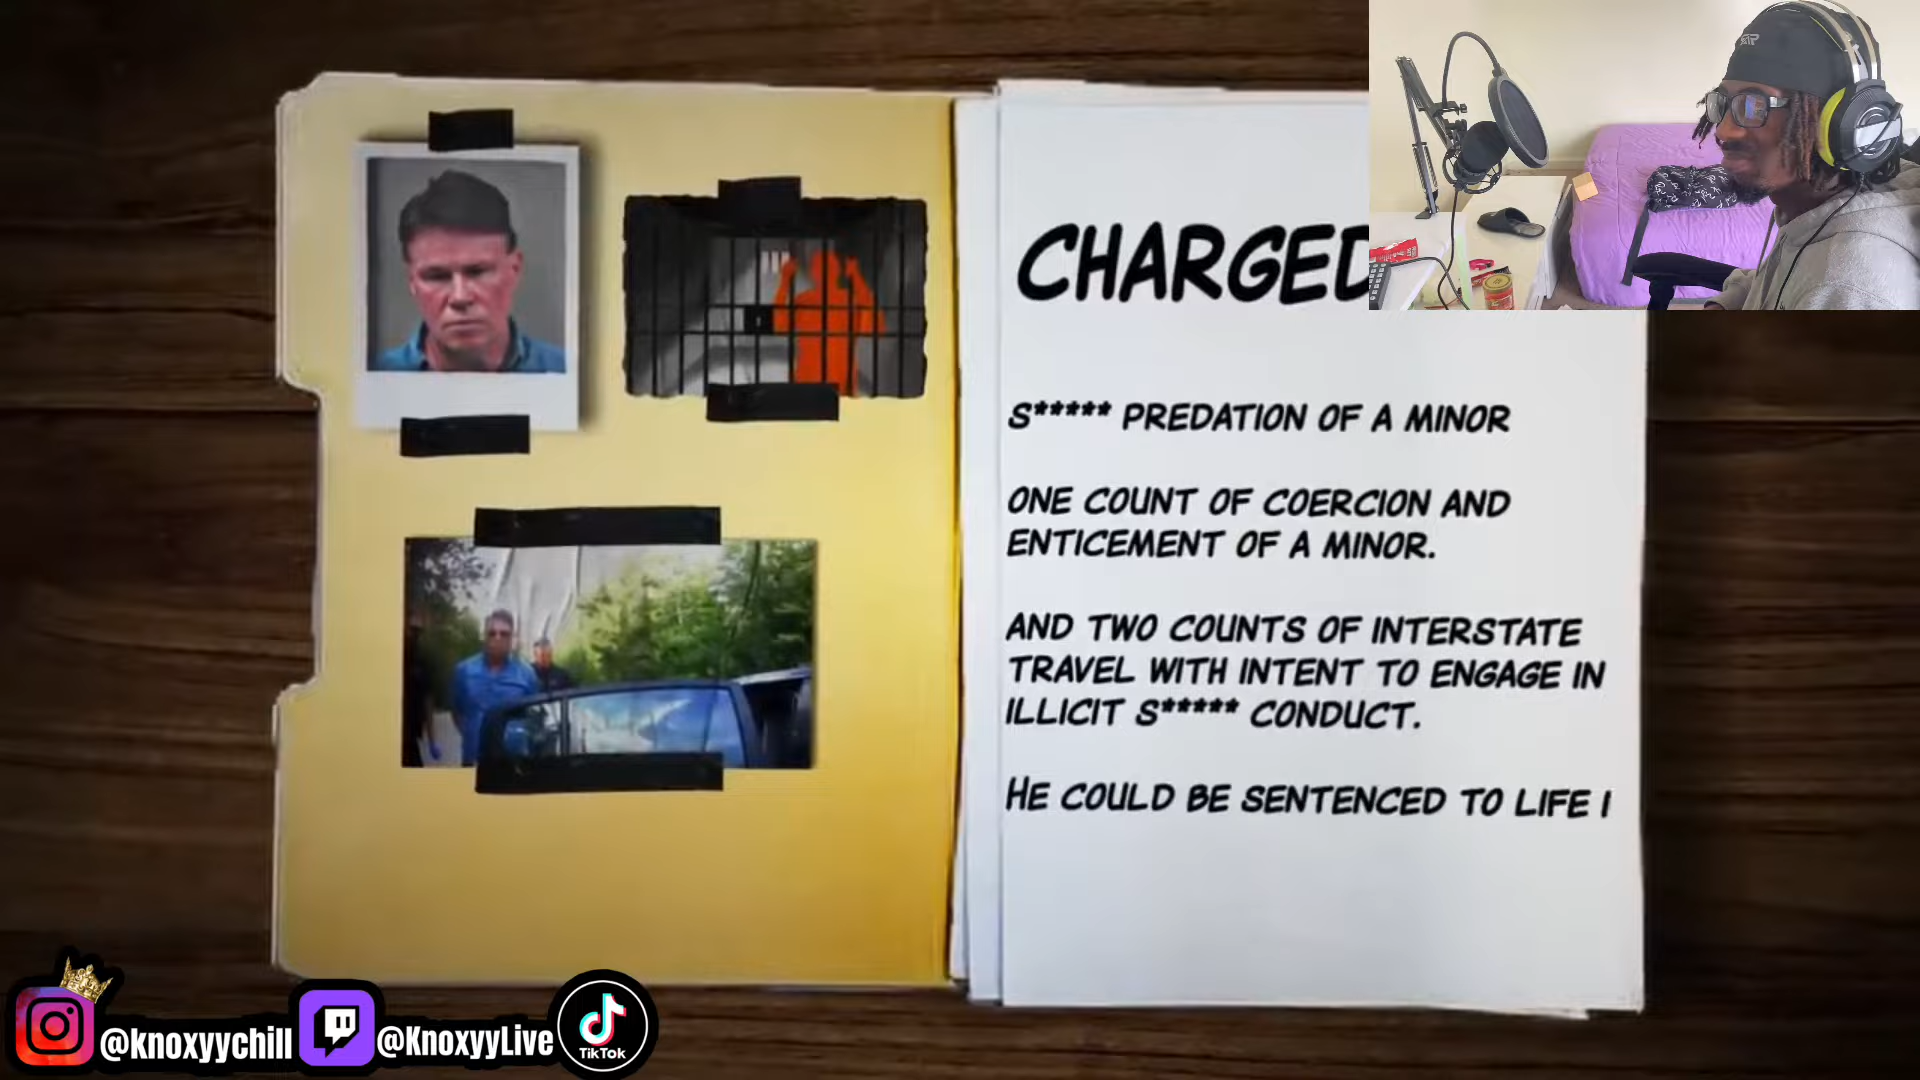 CHARGED
S***** PREDATION OF A MINOR
ONE COUNT OF COERCION AND
ENTICEMENT OF A MINOR.
AND TWO COUNTS OF INTERSTATE
TRAVEL WITH INTENT TO ENGAGE IN
ILLICIT S***** CONDUCT.
HE COULD BE SENTENCED TO LIFE I
@knoxyychill
@KnoxyyLive
TikTok